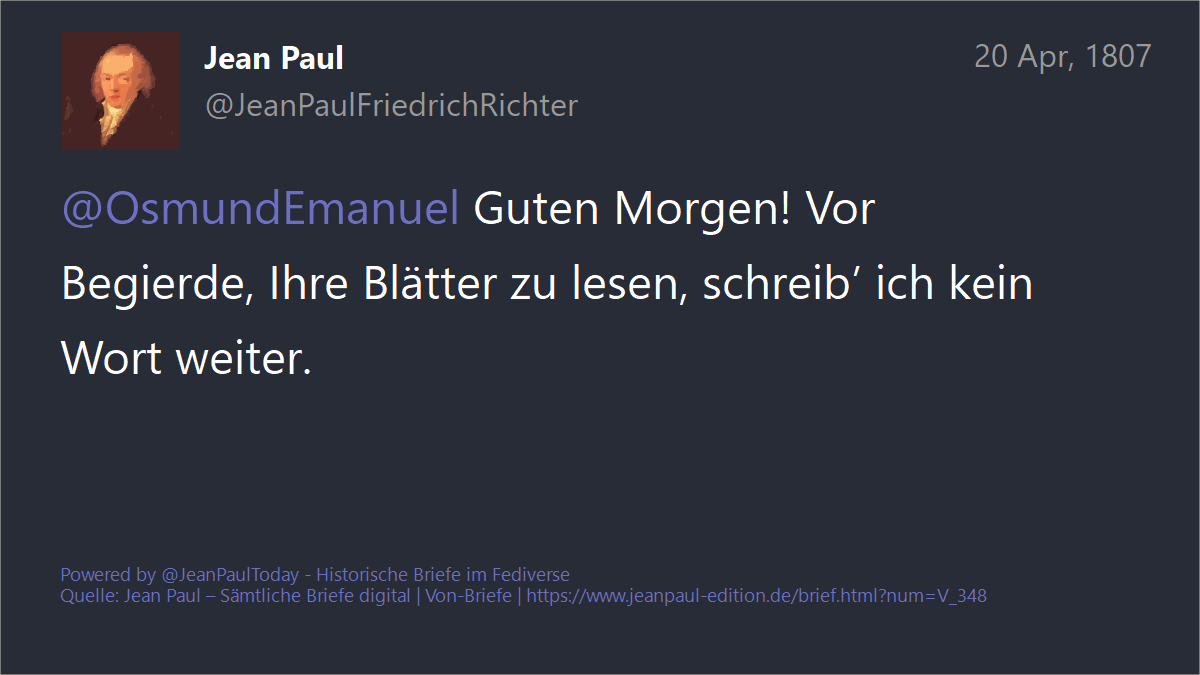 Jean Paul
20 Apr, 1807
@JeanPaulFriedrichRichter
@OsmundEmanuel Guten Morgen! Vor
Begierde, Ihre Blätter zu lesen, schreib’ ich kein
Wort weiter.
Powered by @JeanPaulToday - Historische Briefe im Fediverse
Quelle: Jean Paul – Sämtliche Briefe digital | Von-Briefe | https://www.jeanpaul-edition.de/brief.html?num=V_348